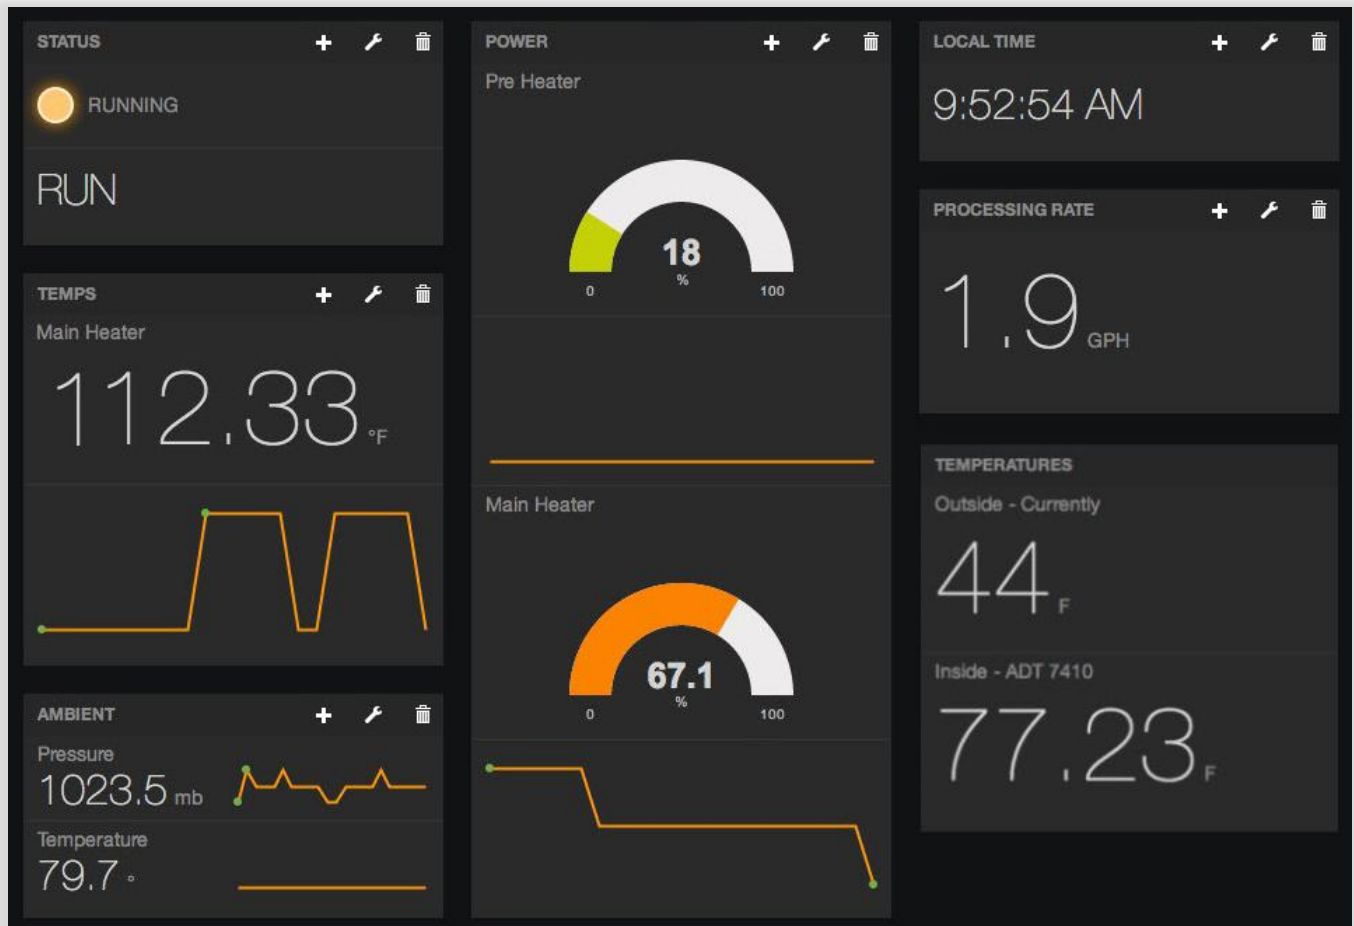 STATUS
RUNNING
RUN
TEMPS
Main Heater
112.33 °F
AMBIENT
Pressure
1023.5 mb
Temperature
79.7 °
POWER
Pre Heater
18
%
0 100
Main Heater
67.1
%
0 100
LOCAL TIME
9:52:54 AM
PROCESSING RATE
1.9 GPH
TEMPERATURES
Outside - Currently
44 F
Inside - ADT 7410
77.23 F